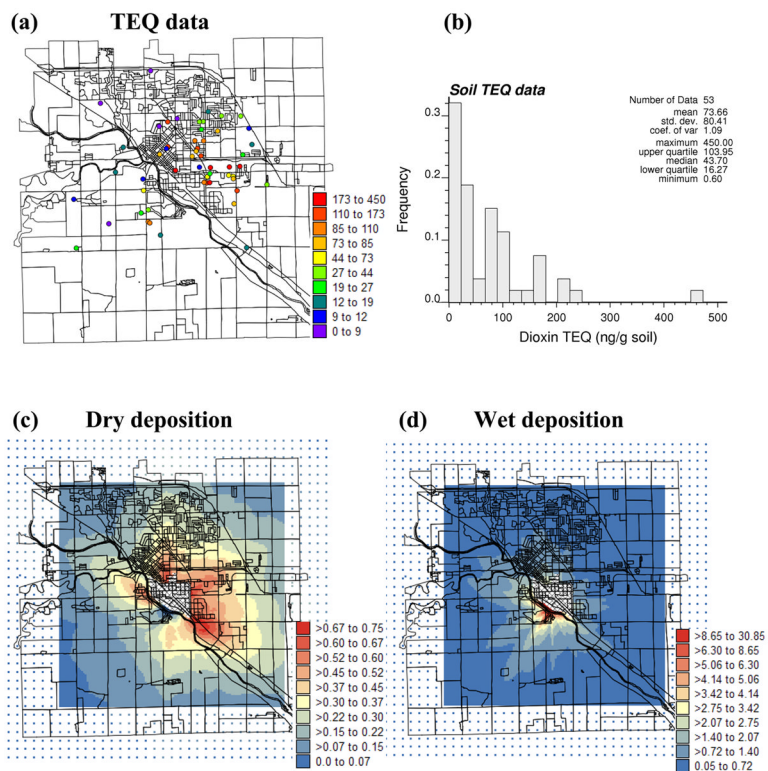 (a) TEQ data
173 to 450
110 to 173
85 to 110
73 to 85
44 to 73
27 to 44
19 to 27
12 to 19
9 to 12
0 to 9
(b)
Soil TEQ data
Number of Data 53
mean 73.66
std. dev. 80.41
coef. of var 1.09
maximum 450.00
upper quartile 103.95
median 43.70
lower quartile 16.27
minimum 0.60
Frequency
0.3
0.2
0.1
0.0
0 100 200 300 400 500
Dioxin TEQ (ng/g soil)
(c) Dry deposition
>0.67 to 0.75
>0.60 to 0.67
>0.52 to 0.60
>0.45 to 0.52
>0.37 to 0.45
>0.30 to 0.37
>0.22 to 0.30
>0.15 to 0.22
>0.07 to 0.15
0.0 to 0.07
(d) Wet deposition
>8.65 to 30.85
>6.30 to 8.65
>5.06 to 6.30
>4.14 to 5.06
>3.42 to 4.14
>2.75 to 3.42
>2.07 to 2.75
>1.40 to 2.07
>0.72 to 1.40
0.05 to 0.72